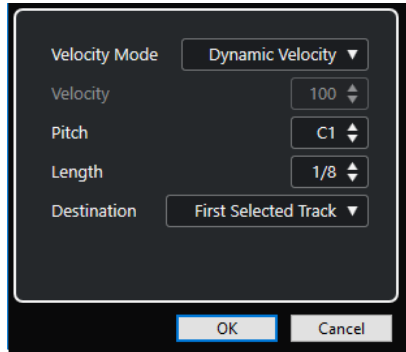 Velocity Mode Dynamic Velocity
Velocity 100
Pitch C1
Length 1/8
Destination First Selected Track
OK Cancel